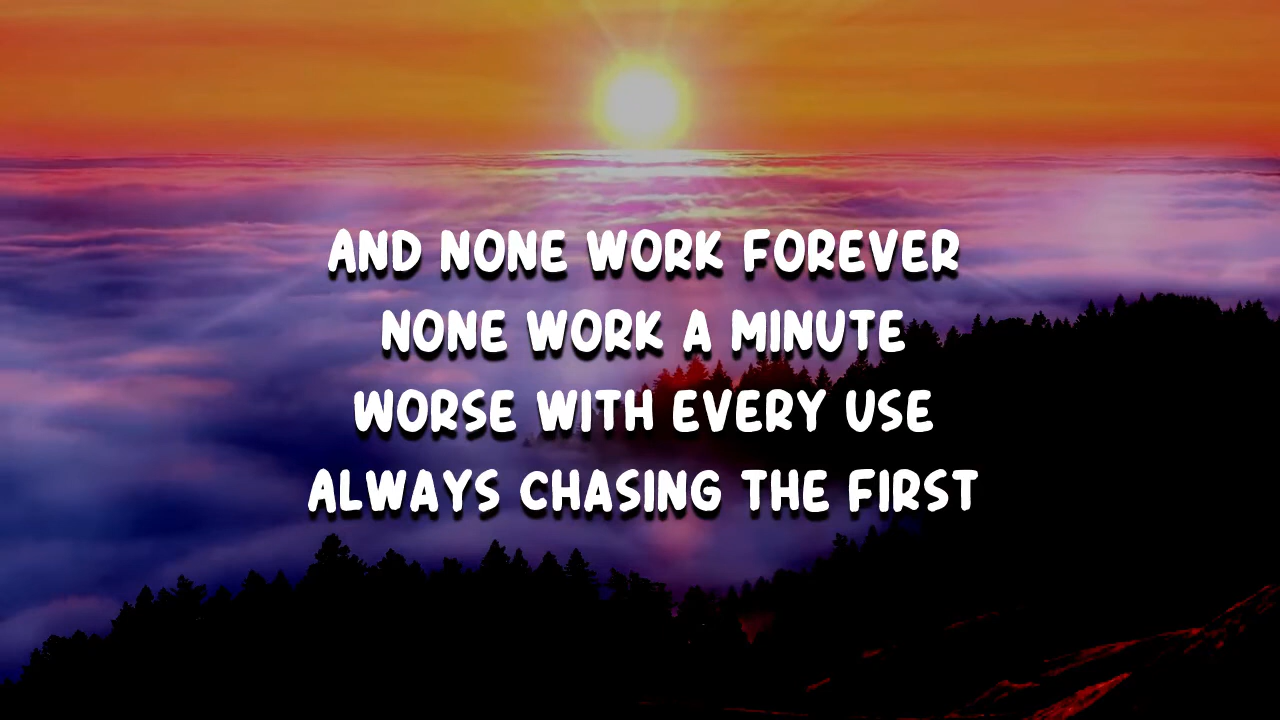 AND NONE WORK FOREVER
NONE WORK A MINUTE
WORSE WITH EVERY USE
ALWAYS CHASING THE FIRST